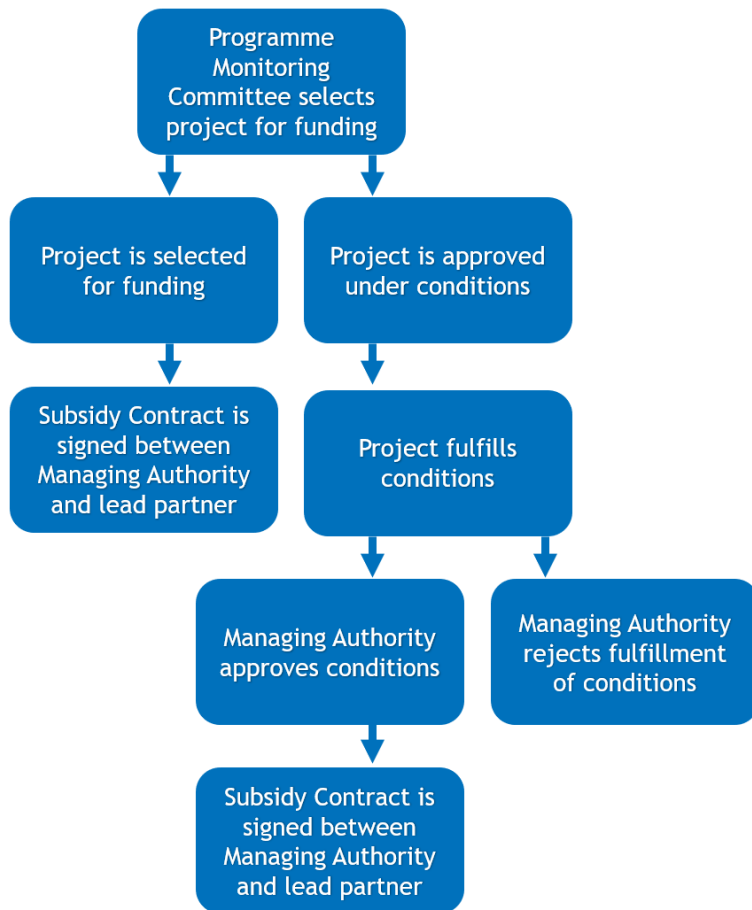 Programme
Monitoring
Committee selects
project for funding
Project is selected
for funding
Project is approved
under conditions
Subsidy Contract is
signed between
Managing Authority
and lead partner
Project fulfills
conditions
Managing Authority
approves conditions
Managing Authority
rejects fulfillment
of conditions
Subsidy Contract is
signed between
Managing Authority
and lead partner